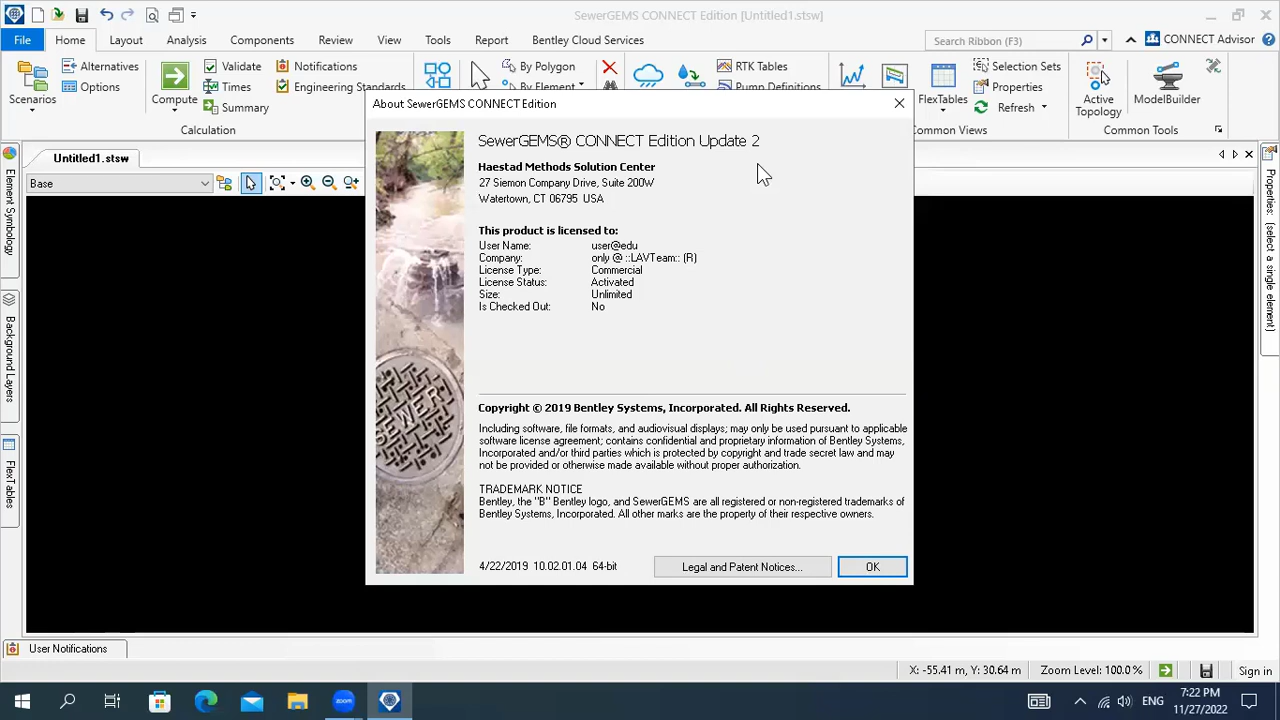 SewerGEMS CONNECT Edition [Untitled1.stsw]
File
Home
Layout
Analysis
Components
Review
View
Tools
Report
Bentley Cloud Services
Search Ribbon (F3)
CONNECT Advisor
Scenarios
Alternatives
Options
Compute
Validate
Times
Summary
Notifications
Engineering Standards
Calculation
By Polygon
By Element
RTK Tables
Pump Definitions
FlexTables
Selection Sets
Properties
Refresh
Common Views
Active
Topology
ModelBuilder
Common Tools
Untitled1.stsw
Base
Element Symbology
Background Layers
FlexTables
Properties (select a single element)
About SewerGEMS CONNECT Edition
SewerGEMS® CONNECT Edition Update 2
Haestad Methods Solution Center
27 Siemon Company Drive, Suite 200W
Watertown, CT 06795 USA
This product is licensed to:
User Name: user@edu
Company: only @ ::LAVTeam:: (R)
License Type: Commercial
License Status: Activated
Size: Unlimited
Is Checked Out: No
SEWER
Copyright © 2019 Bentley Systems, Incorporated. All Rights Reserved.
Including software, file formats, and audiovisual displays; may only be used pursuant to applicable
software license agreement; contains confidential and proprietary information of Bentley Systems,
Incorporated and/or third parties which is protected by copyright and trade secret law and may
not be provided or otherwise made available without proper authorization.
TRADEMARK NOTICE
Bentley, the "B" Bentley logo, and SewerGEMS are all registered or non-registered trademarks of
Bentley Systems, Incorporated. All other marks are the property of their respective owners.
4/22/2019 10.02.01.04 64-bit
Legal and Patent Notices...
OK
User Notifications
X: -55.41 m, Y: 30.64 m
Zoom Level: 100.0 %
Sign in
zoom
ENG
7:22 PM
11/27/2022